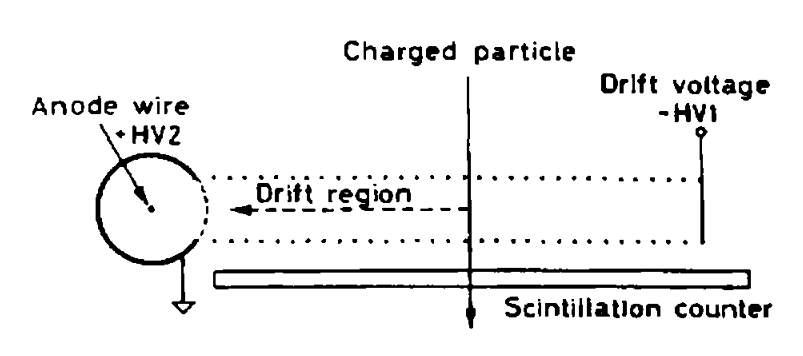 Charged particle
Drift voltage
-HV1
Anode wire
+HV2
Drift region
Scintillation counter